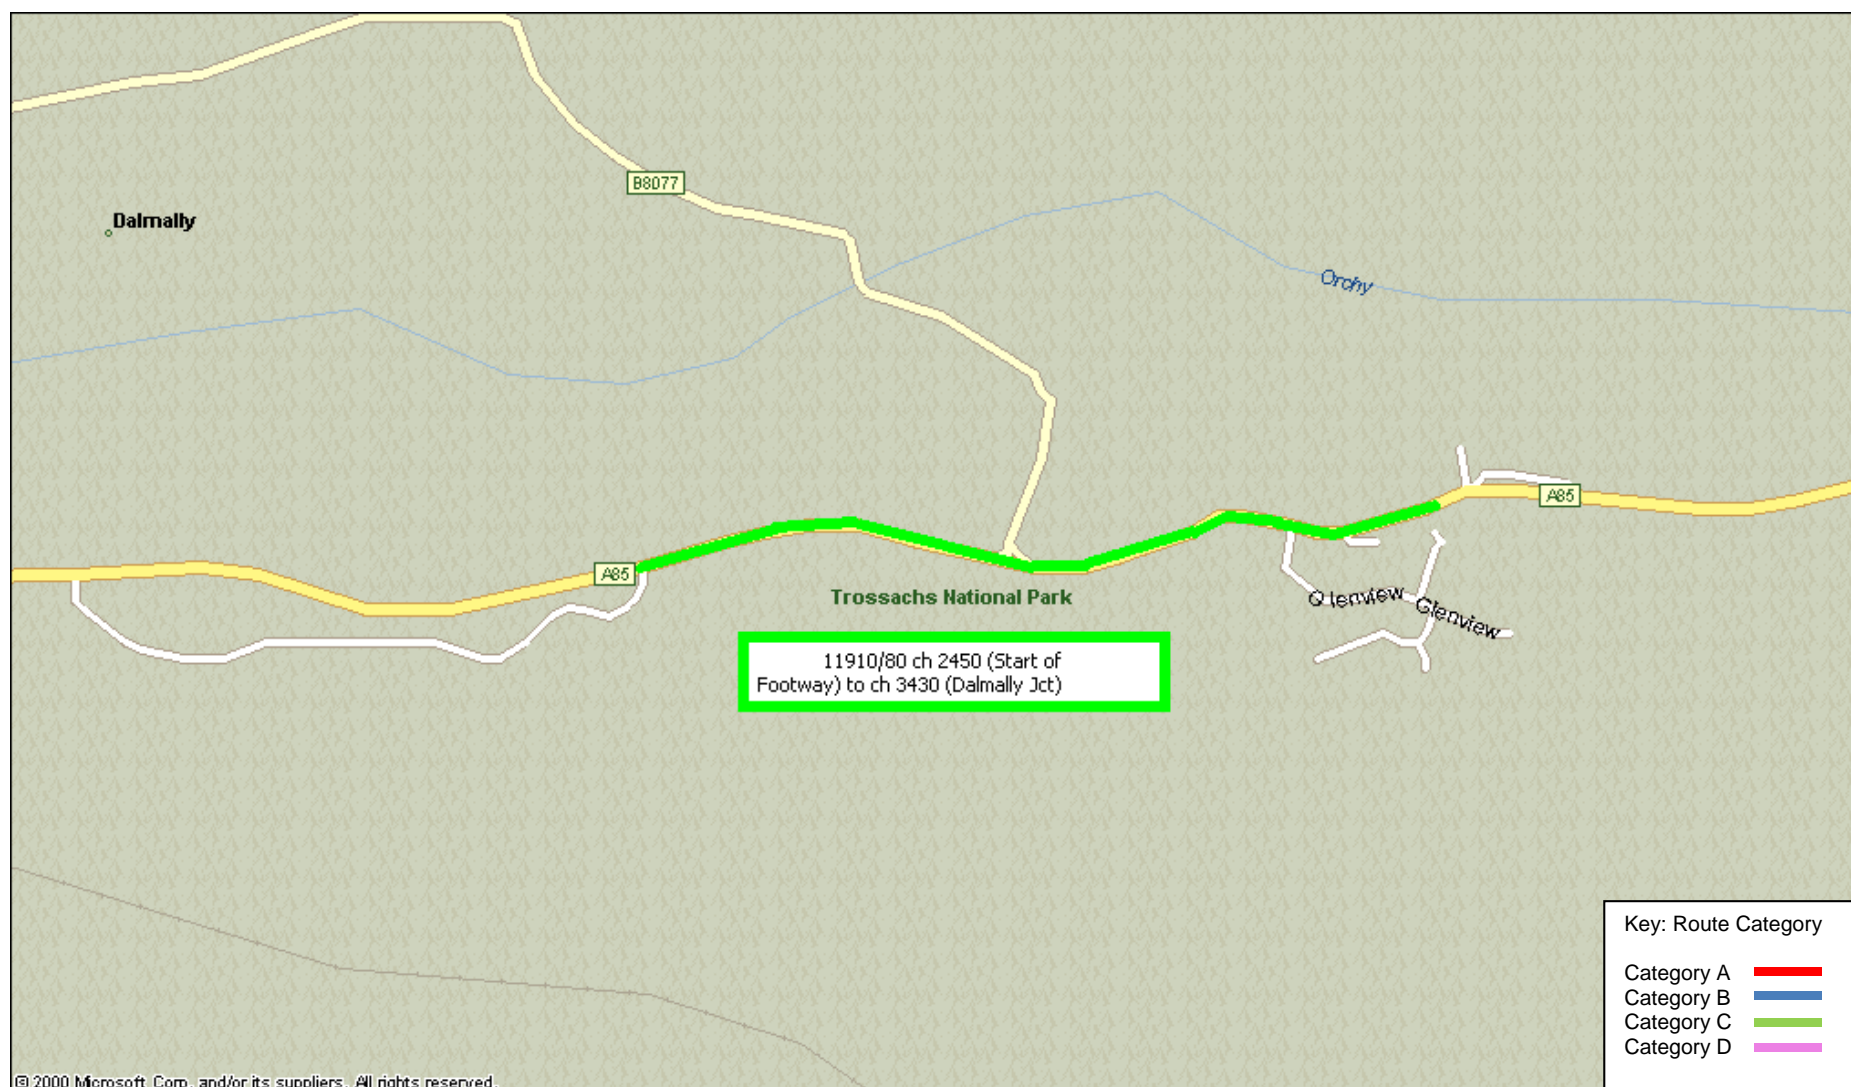 B8077
Dalmally
Orchy
A85
A85
Trossachs National Park
Glenview
11910/80 ch 2450 (Start of
Footway) to ch 3430 (Dalmally Jct)
Key: Route Category
Category A
Category B
Category C
Category D
© 2000 Microsoft Corp. and/or its suppliers. All rights reserved.